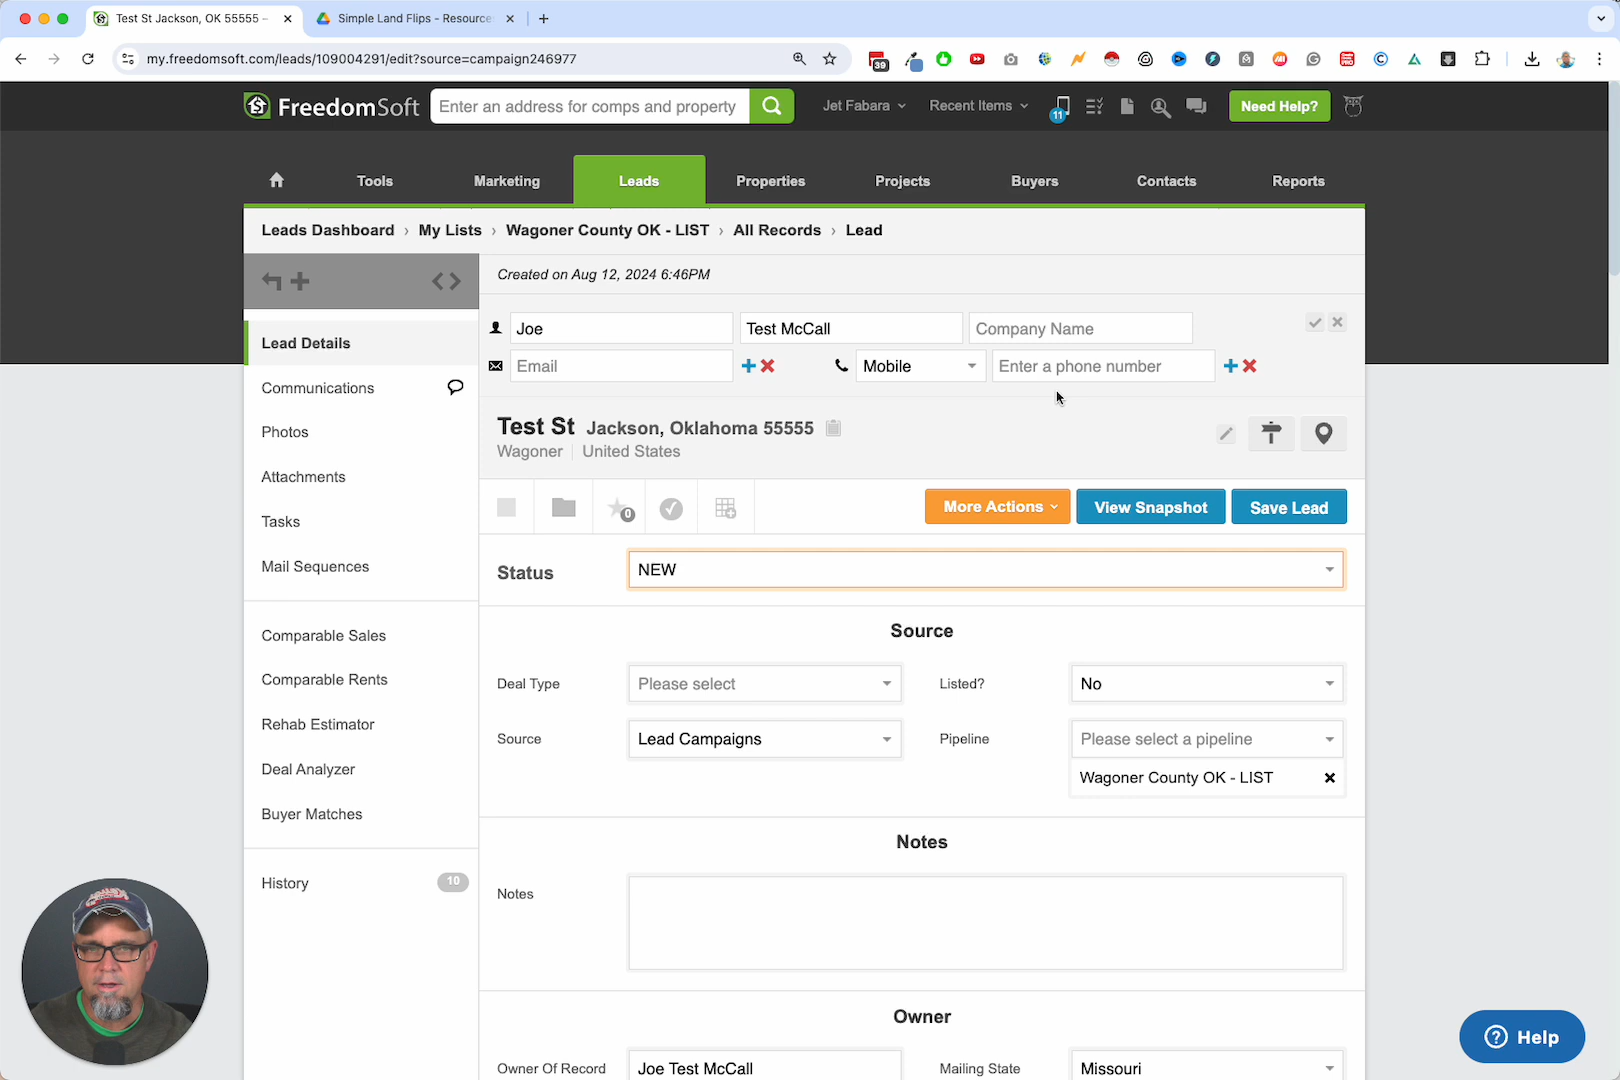 Test St Jackson, OK 55555 –
Simple Land Flips - Resource
my.freedomsoft.com/leads/109004291/edit?source=campaign246977
39
FreedomSoft
Enter an address for comps and property
Jet Fabara
Recent Items
11
Need Help?
Tools
Marketing
Leads
Properties
Projects
Buyers
Contacts
Reports
Leads Dashboard › My Lists › Wagoner County OK - LIST › All Records › Lead
Created on Aug 12, 2024 6:46PM
Joe
Test McCall
Company Name
Email
Mobile
Enter a phone number
Lead Details
Communications
Photos
Attachments
Tasks
Mail Sequences
Comparable Sales
Comparable Rents
Rehab Estimator
Deal Analyzer
Buyer Matches
History
10
Test St Jackson, Oklahoma 55555
Wagoner | United States
0
More Actions
View Snapshot
Save Lead
Status
NEW
Source
Deal Type
Please select
Listed?
No
Source
Lead Campaigns
Pipeline
Please select a pipeline
Wagoner County OK - LIST
Notes
Notes
Owner
Owner Of Record
Joe Test McCall
Mailing State
Missouri
Help